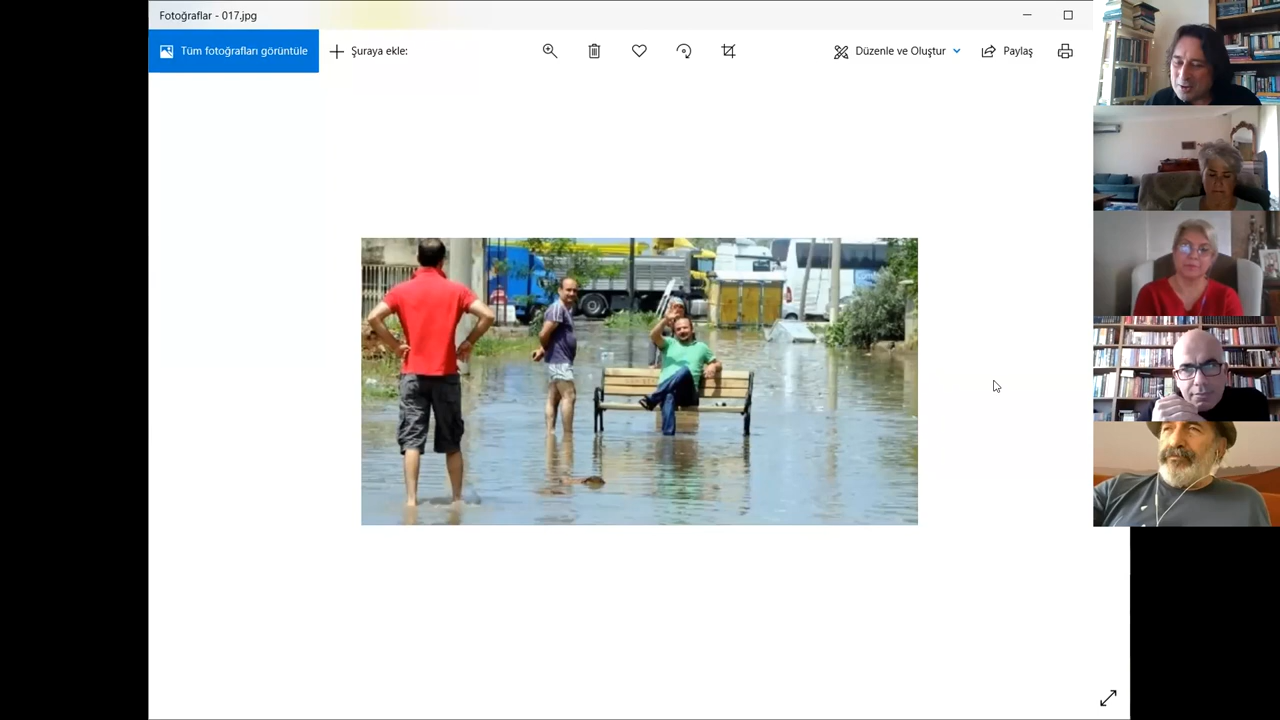 Fotoğraflar - 017.jpg
Tüm fotoğrafları görüntüle
Şuraya ekle:
Düzenle ve Oluştur
Paylaş